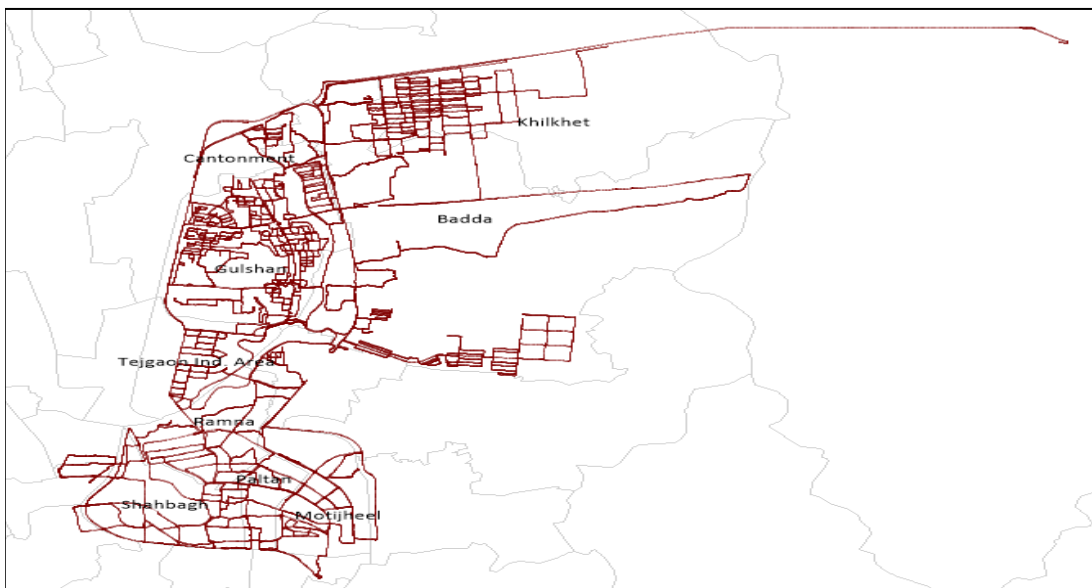 Khilkhet
Cantonment
Badda
Gulshan
Tejgaon Ind. Area
Ramna
Paltan
Shahbagh
Motijheel